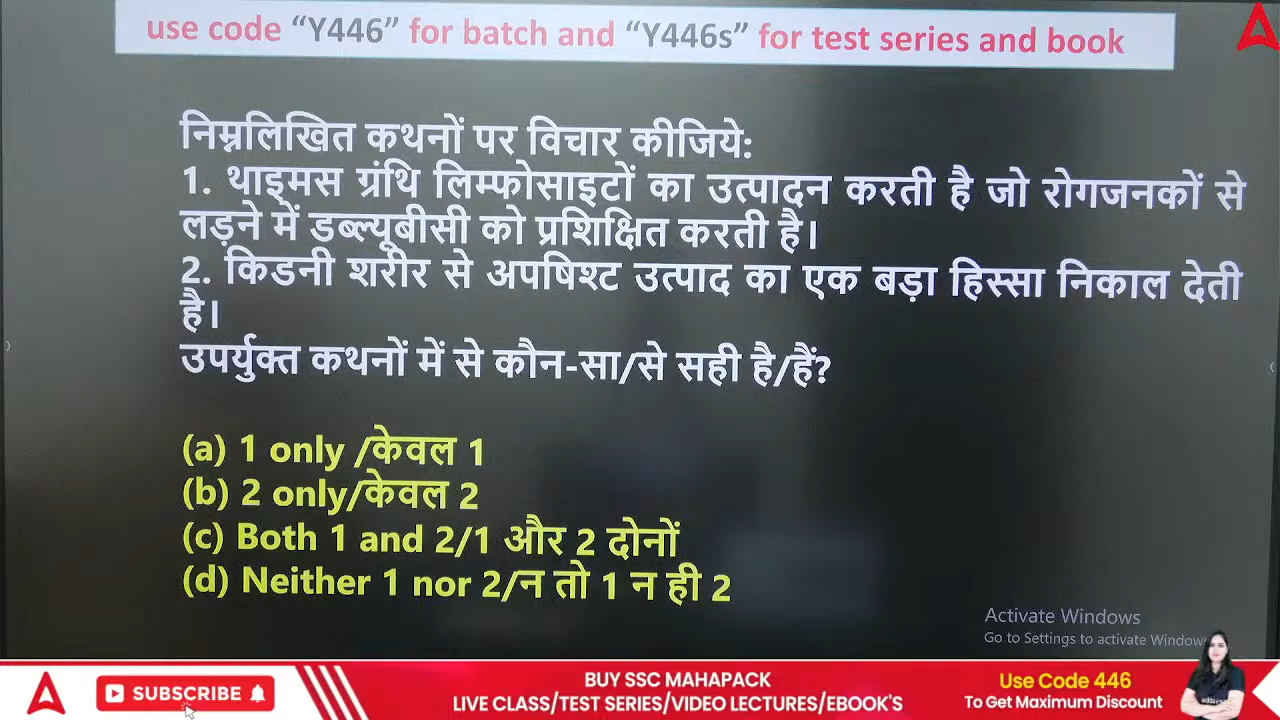 use code “Y446” for batch and “Y446s” for test series and book
निम्नलिखित कथनों पर विचार कीजिये:
1. थाइमस ग्रंथि लिम्फोसाइटों का उत्पादन करती है जो रोगजनकों से
लड़ने में डब्ल्यूबीसी को प्रशिक्षित करती है।
2. किडनी शरीर से अपषिश्ट उत्पाद का एक बड़ा हिस्सा निकाल देती
है।
उपर्युक्त कथनों में से कौन-सा/से सही है/हैं?
(a) 1 only /केवल 1
(b) 2 only/केवल 2
(c) Both 1 and 2/1 और 2 दोनों
(d) Neither 1 nor 2/न तो 1 न ही 2
Activate Windows
Go to Settings to activate Windows
SUBSCRIBE
BUY SSC MAHAPACK
LIVE CLASS/TEST SERIES/VIDEO LECTURES/EBOOK'S
Use Code 446
To Get Maximum Discount